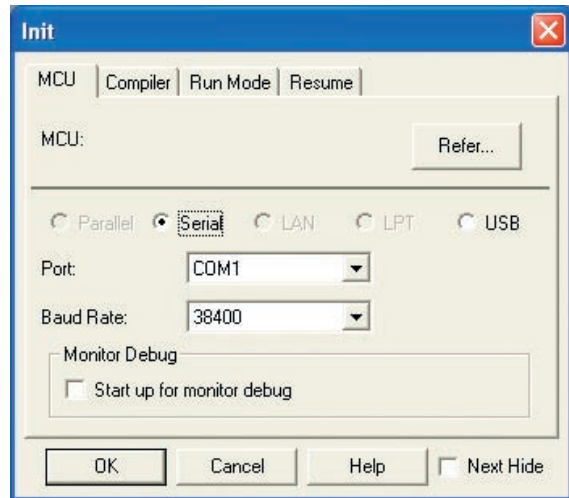 Init
MCU Compiler Run Mode Resume
MCU: Refer...
Parallel Serial LAN LPT USB
Port: COM1
Baud Rate: 38400
Monitor Debug
Start up for monitor debug
OK Cancel Help Next Hide